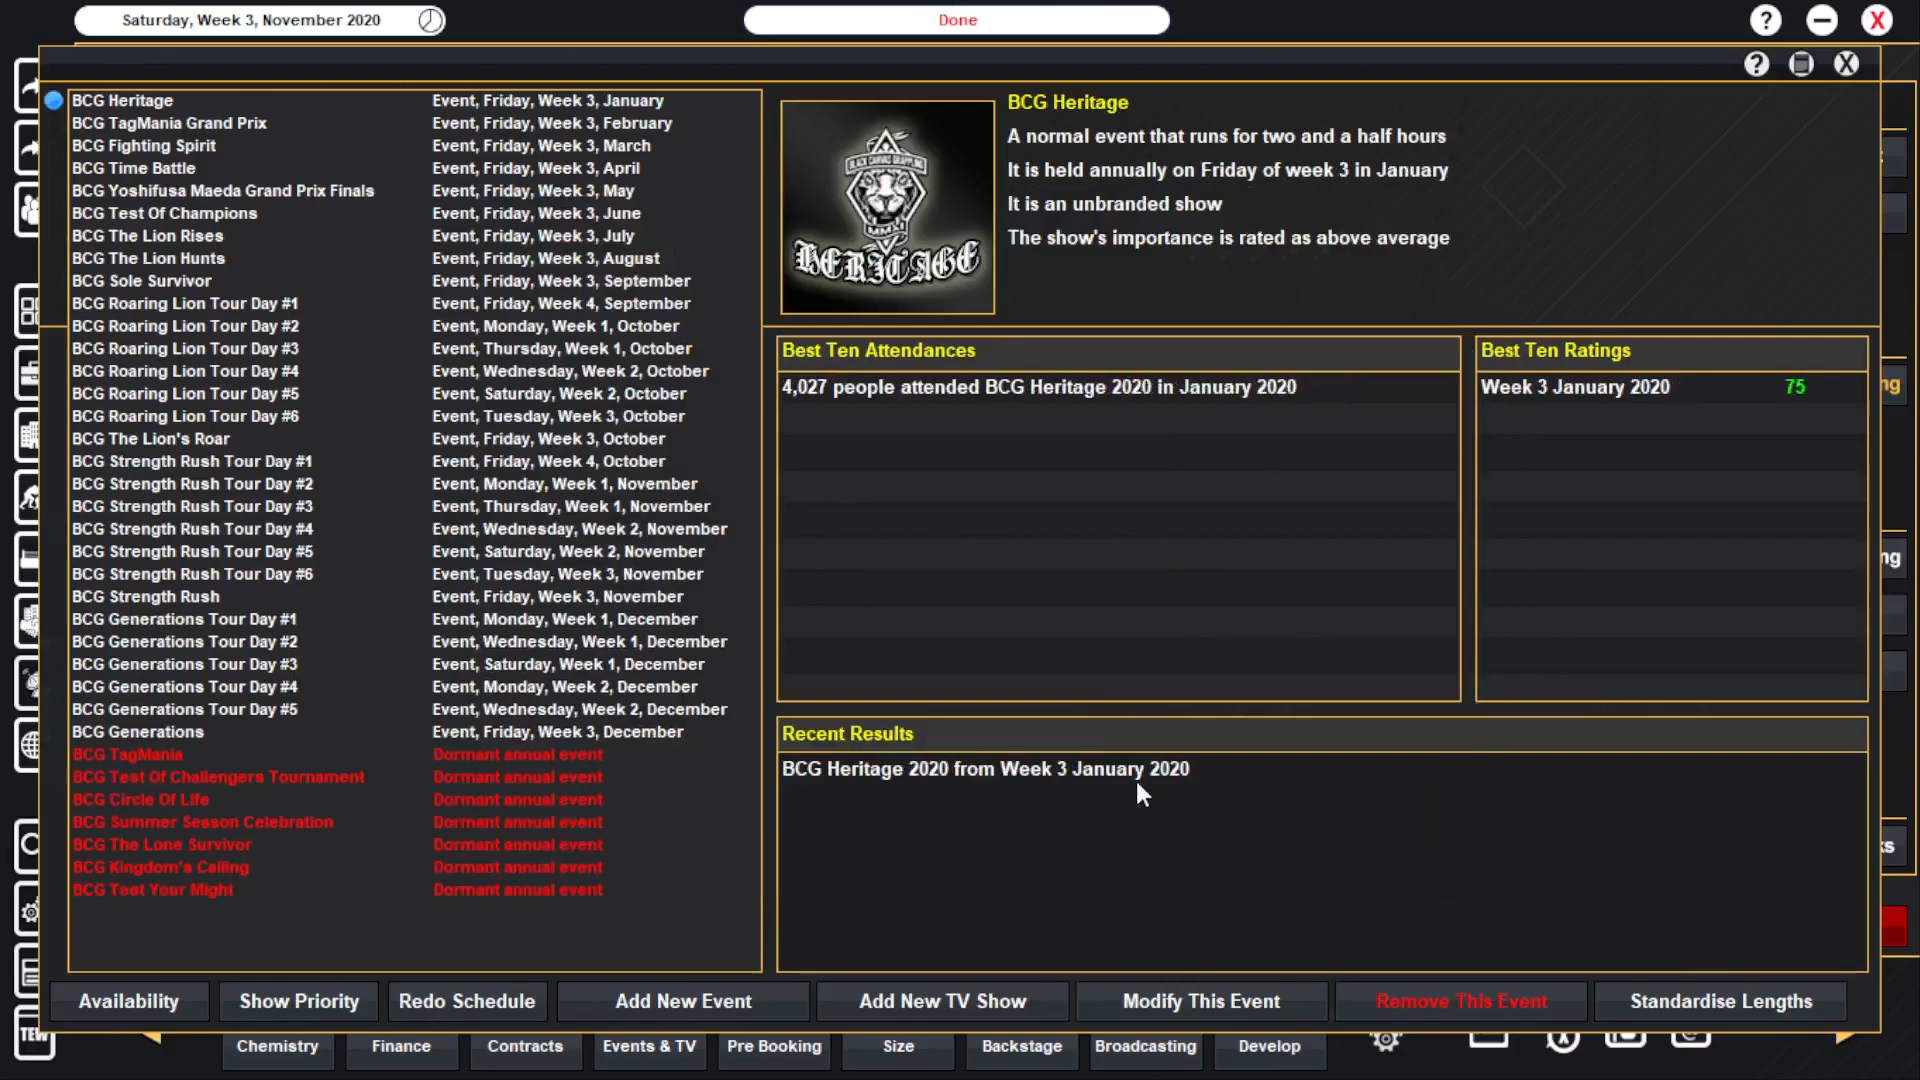 Saturday, Week 3, November 2020
Done
BCG Heritage Event, Friday, Week 3, January
BCG TagMania Grand Prix Event, Friday, Week 3, February
BCG Fighting Spirit Event, Friday, Week 3, March
BCG Time Battle Event, Friday, Week 3, April
BCG Yoshifusa Maeda Grand Prix Finals Event, Friday, Week 3, May
BCG Test Of Champions Event, Friday, Week 3, June
BCG The Lion Rises Event, Friday, Week 3, July
BCG The Lion Hunts Event, Friday, Week 3, August
BCG Sole Survivor Event, Friday, Week 3, September
BCG Roaring Lion Tour Day #1 Event, Friday, Week 4, September
BCG Roaring Lion Tour Day #2 Event, Monday, Week 1, October
BCG Roaring Lion Tour Day #3 Event, Thursday, Week 1, October
BCG Roaring Lion Tour Day #4 Event, Wednesday, Week 2, October
BCG Roaring Lion Tour Day #5 Event, Saturday, Week 2, October
BCG Roaring Lion Tour Day #6 Event, Tuesday, Week 3, October
BCG The Lion's Roar Event, Friday, Week 3, October
BCG Strength Rush Tour Day #1 Event, Friday, Week 4, October
BCG Strength Rush Tour Day #2 Event, Monday, Week 1, November
BCG Strength Rush Tour Day #3 Event, Thursday, Week 1, November
BCG Strength Rush Tour Day #4 Event, Wednesday, Week 2, November
BCG Strength Rush Tour Day #5 Event, Saturday, Week 2, November
BCG Strength Rush Tour Day #6 Event, Tuesday, Week 3, November
BCG Strength Rush Event, Friday, Week 3, November
BCG Generations Tour Day #1 Event, Monday, Week 1, December
BCG Generations Tour Day #2 Event, Wednesday, Week 1, December
BCG Generations Tour Day #3 Event, Saturday, Week 1, December
BCG Generations Tour Day #4 Event, Monday, Week 2, December
BCG Generations Tour Day #5 Event, Wednesday, Week 2, December
BCG Generations Event, Friday, Week 3, December
BCG TagMania Dormant annual event
BCG Test Of Challengers Tournament Dormant annual event
BCG Circle Of Life Dormant annual event
BCG Summer Season Celebration Dormant annual event
BCG The Lone Survivor Dormant annual event
BCG Kingdom's Calling Dormant annual event
BCG Test Your Might Dormant annual event
BLACK CANVAS GRAPPLING
MMXI
HERITAGE
BCG Heritage
A normal event that runs for two and a half hours
It is held annually on Friday of week 3 in January
It is an unbranded show
The show's importance is rated as above average
Best Ten Attendances
4,027 people attended BCG Heritage 2020 in January 2020
Best Ten Ratings
Week 3 January 2020 75
Recent Results
BCG Heritage 2020 from Week 3 January 2020
ng
ng
ks
Availability Show Priority Redo Schedule Add New Event Add New TV Show Modify This Event Remove This Event Standardise Lengths
TEW
Chemistry Finance Contracts Events & TV Pre Booking Size Backstage Broadcasting Develop